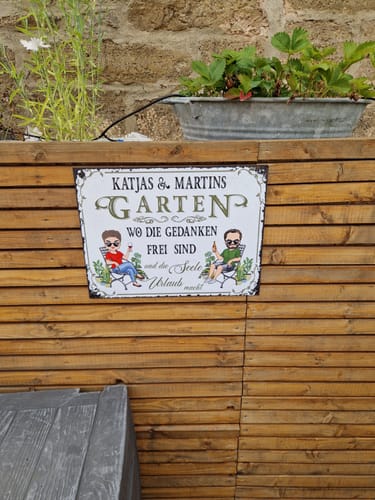 KATJAS & MARTINS
GARTEN
WO DIE GEDANKEN
FREI SIND
und die Seele
Urlaub macht